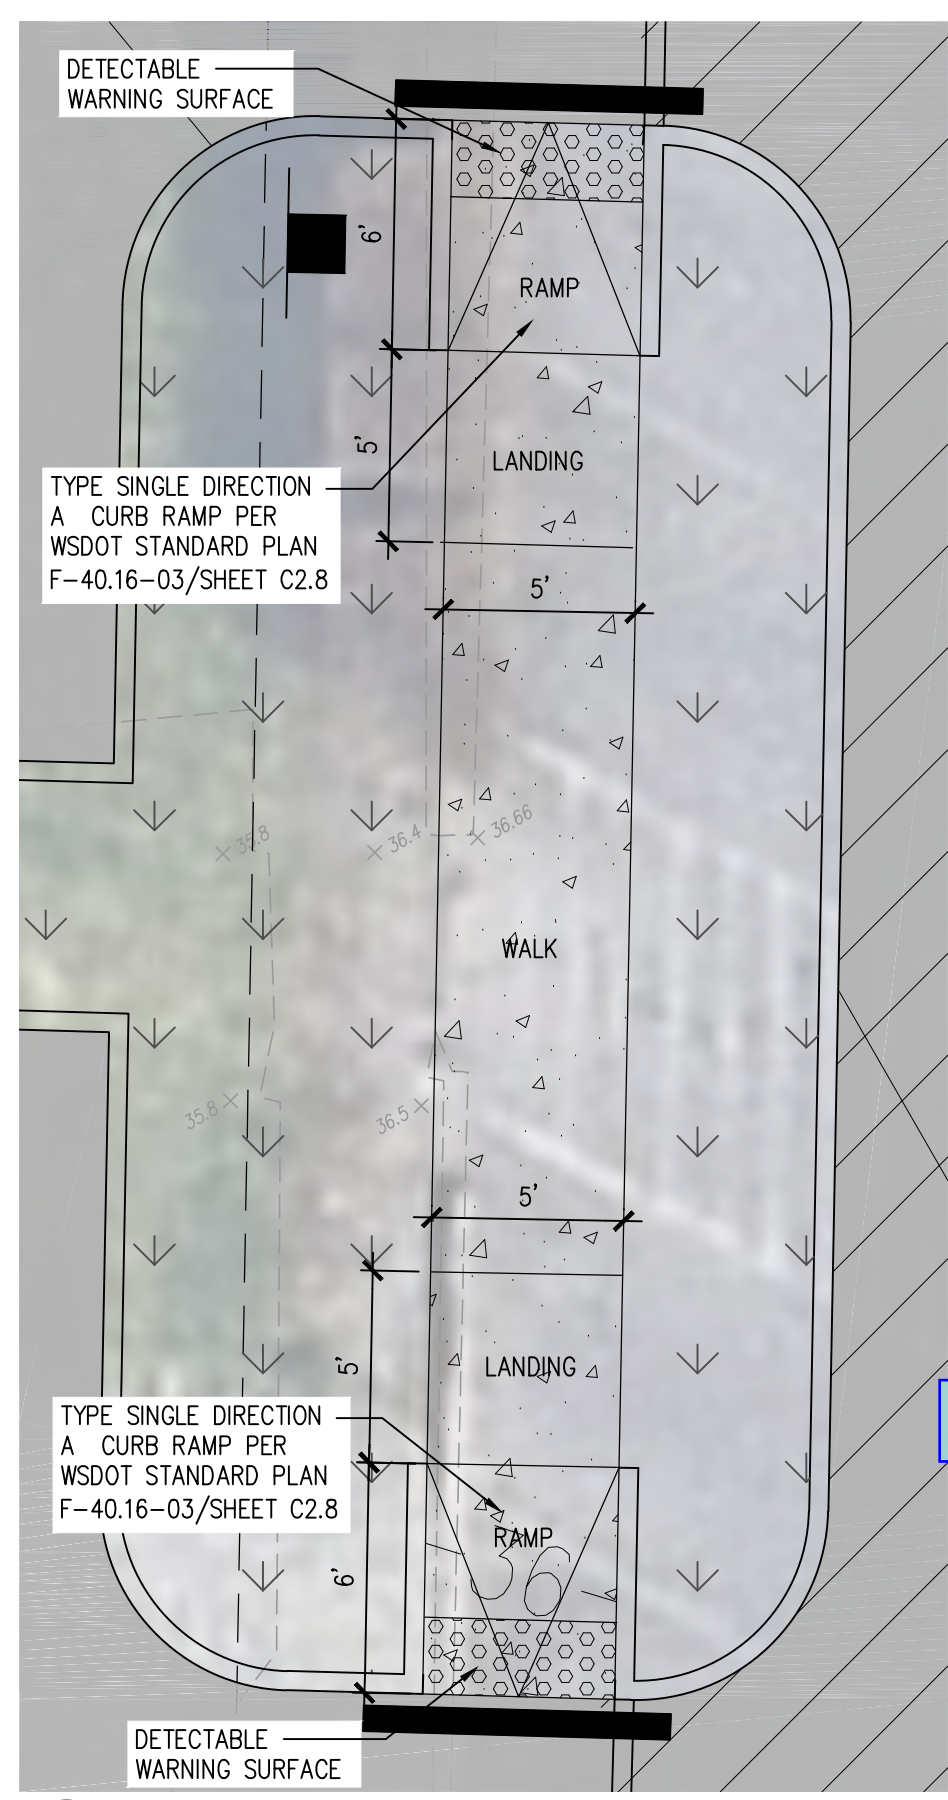 DETECTABLE
WARNING SURFACE
6'
RAMP
5'
LANDING
TYPE SINGLE DIRECTION
A CURB RAMP PER
WSDOT STANDARD PLAN
F-40.16-03/SHEET C2.8
5'
35.8
36.4
36.66
WALK
35.8
36.5
5'
5'
LANDING
TYPE SINGLE DIRECTION
A CURB RAMP PER
WSDOT STANDARD PLAN
F-40.16-03/SHEET C2.8
RAMP
6'
DETECTABLE
WARNING SURFACE